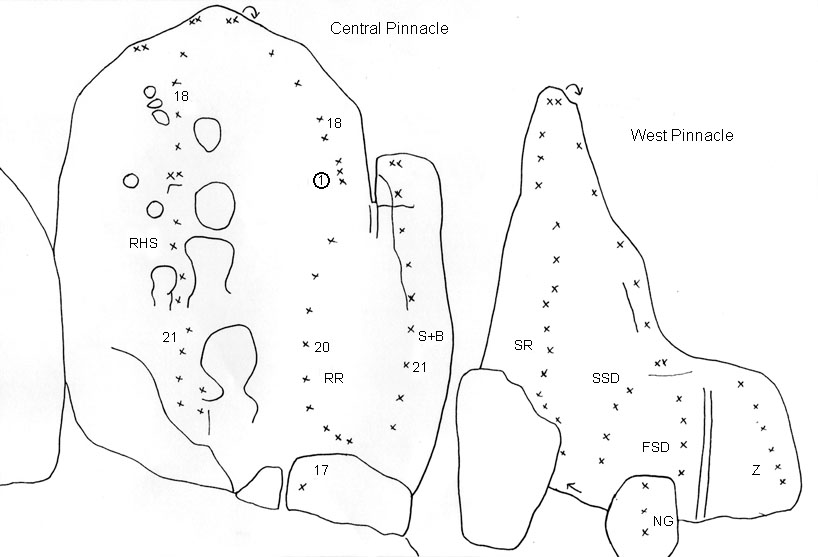 Central Pinnacle
18
18
West Pinnacle
1
RHS
21
20
S+B
21
RR
SR
SSD
FSD
17
Z
NG